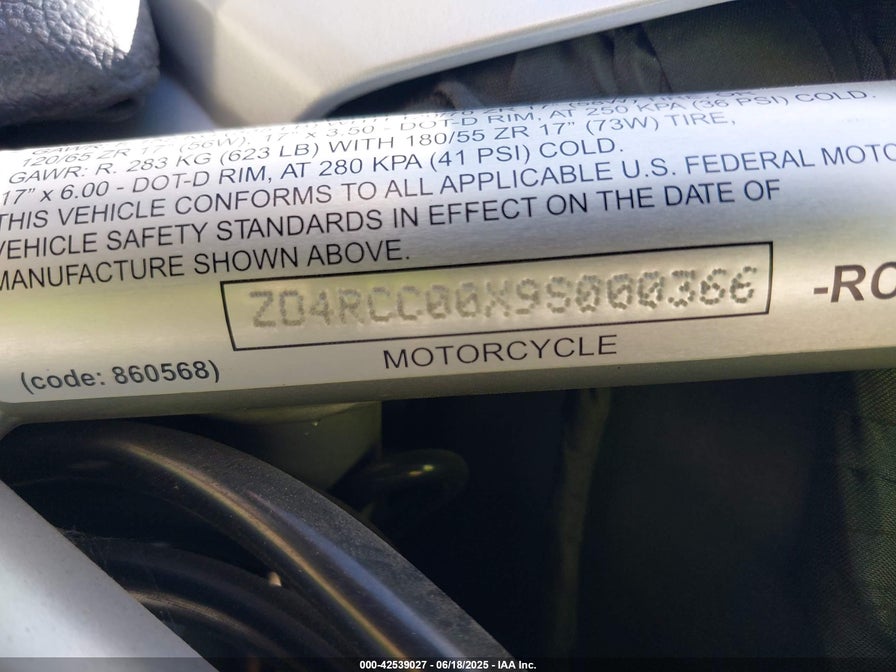 120/65 ZR 17" (56W), 17" x 3.50 - DOT-D RIM, AT 250 KPA (36 PSI) COLD.
GAWR: R. 283 KG (623 LB) WITH 180/55 ZR 17" (73W) TIRE,
17" x 6.00 - DOT-D RIM, AT 280 KPA (41 PSI) COLD.
THIS VEHICLE CONFORMS TO ALL APPLICABLE U.S. FEDERAL MOTO
VEHICLE SAFETY STANDARDS IN EFFECT ON THE DATE OF
MANUFACTURE SHOWN ABOVE.
ZD4RCC00X9S000366
-RC
MOTORCYCLE
(code: 860568)
000-42539027 - 06/18/2025 - IAA Inc.